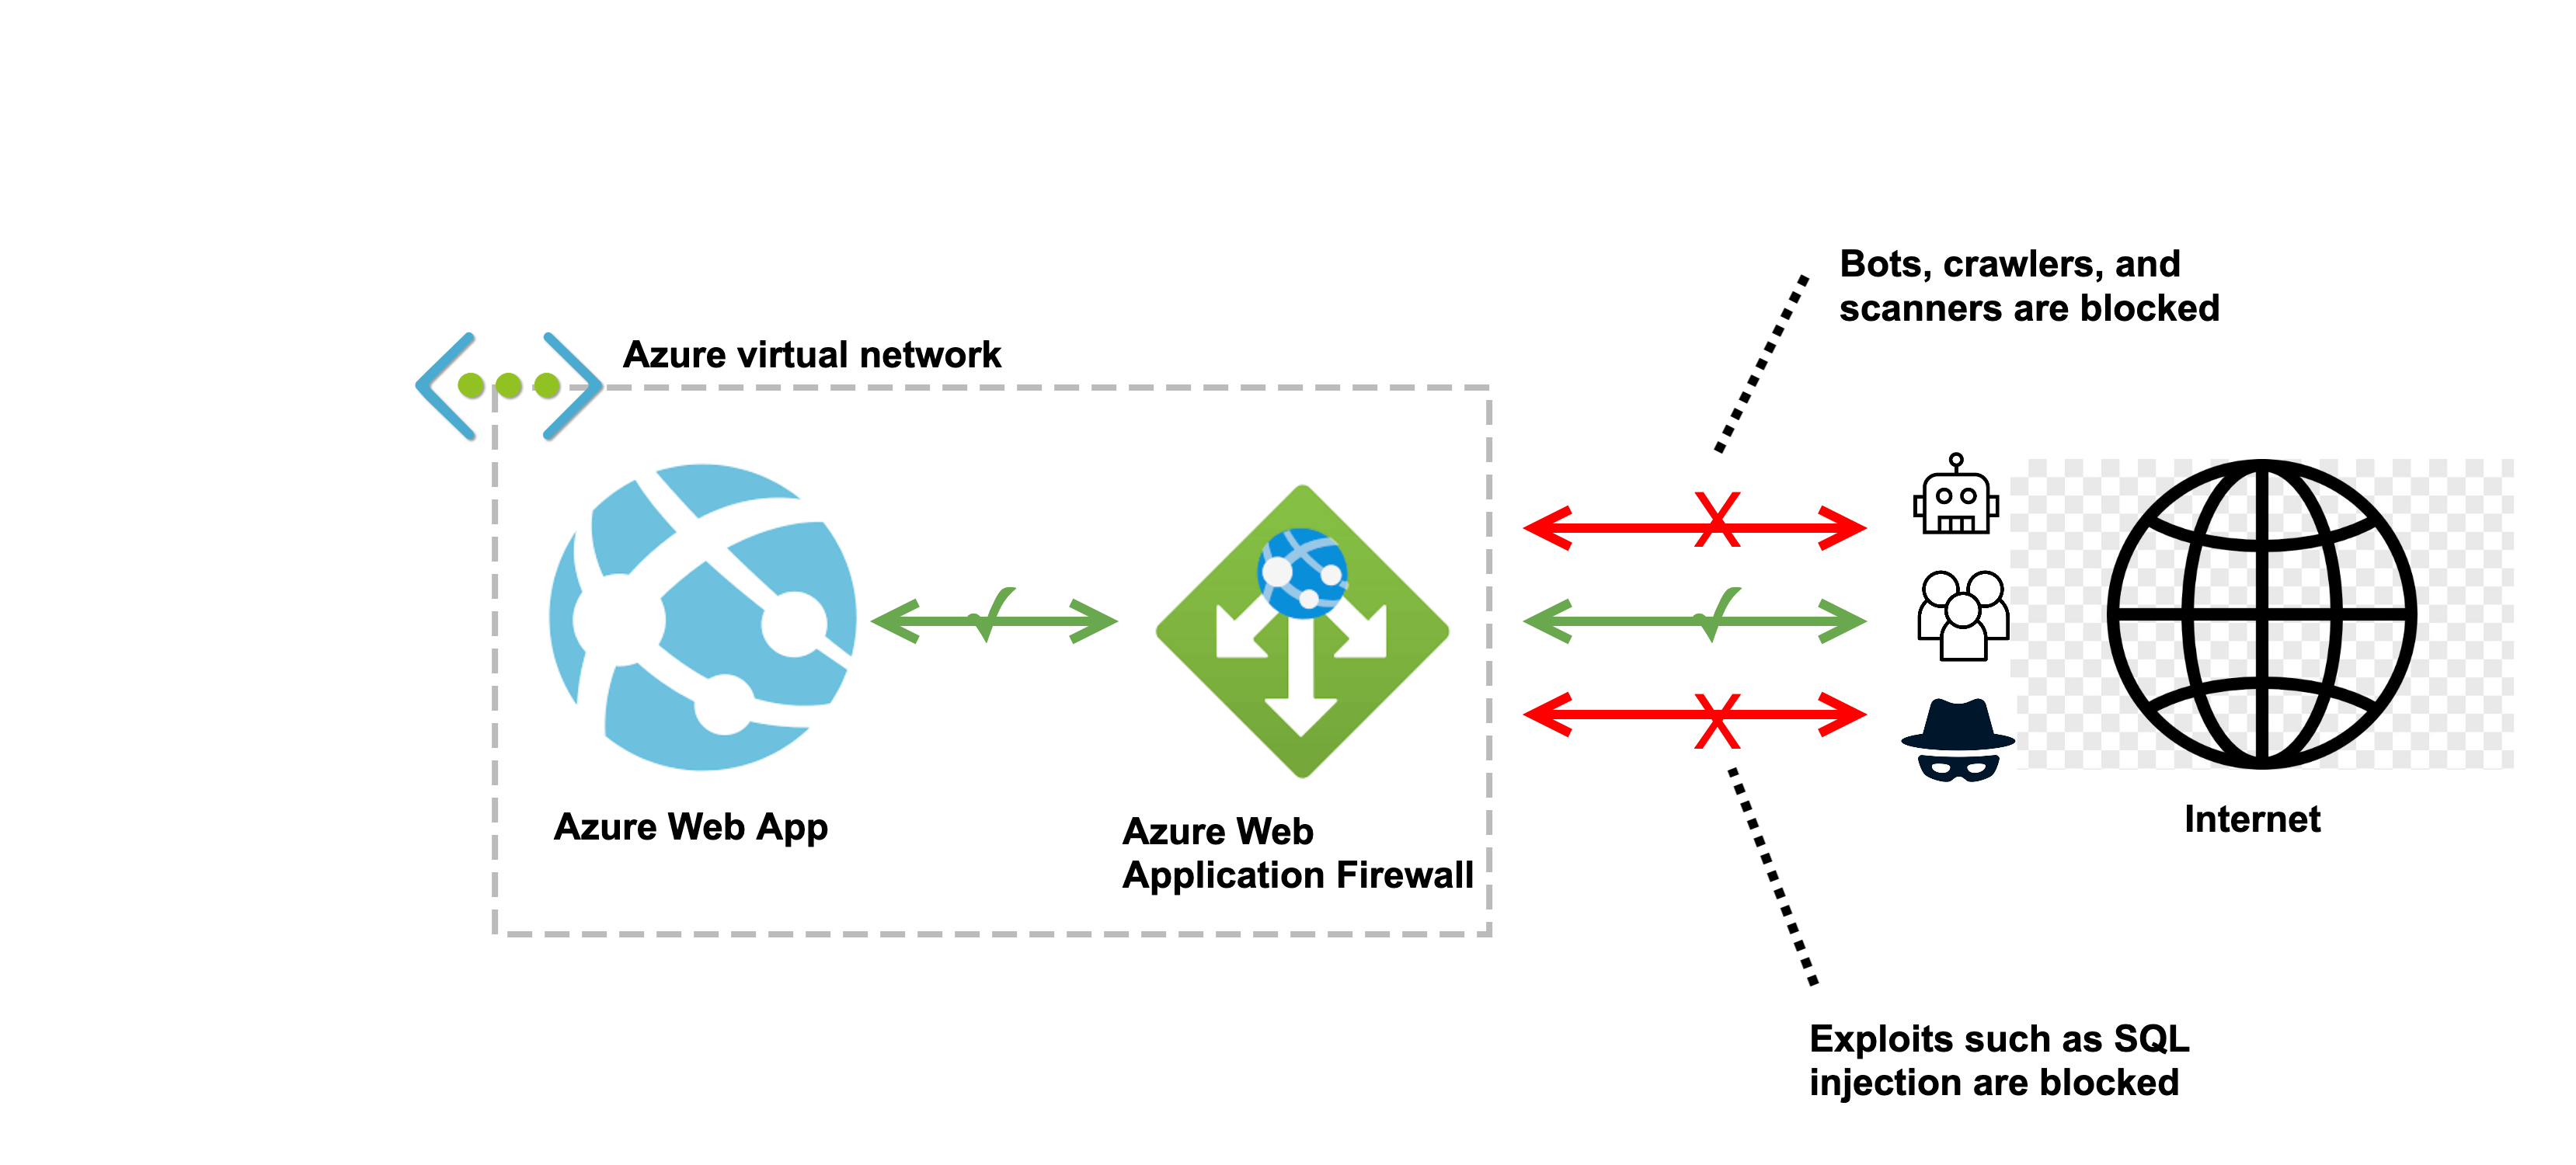 Bots, crawlers, and
scanners are blocked
Azure virtual network
Azure Web App
Azure Web
Application Firewall
Internet
Exploits such as SQL
injection are blocked